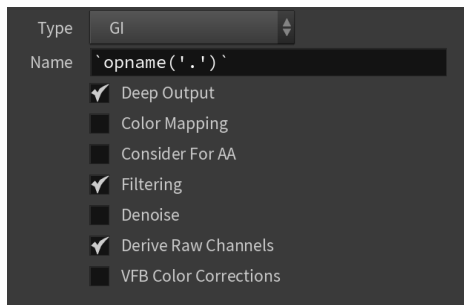 Type GI
Name `opname('.')`
Deep Output
Color Mapping
Consider For AA
Filtering
Denoise
Derive Raw Channels
VFB Color Corrections